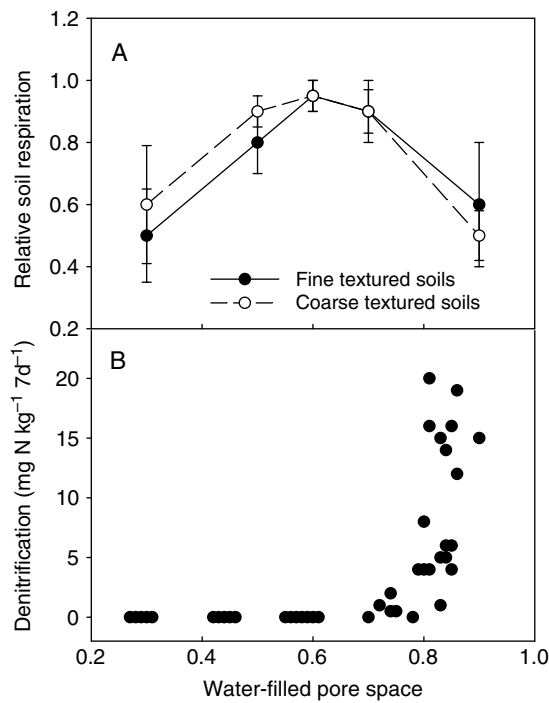 A
1.2
1.0
0.8
0.6
0.4
0.2
Relative soil respiration
Fine textured soils
Coarse textured soils
B
20
15
10
5
0
Denitrification (mg N kg⁻¹ 7d⁻¹)
0.2 0.4 0.6 0.8 1.0
Water-filled pore space